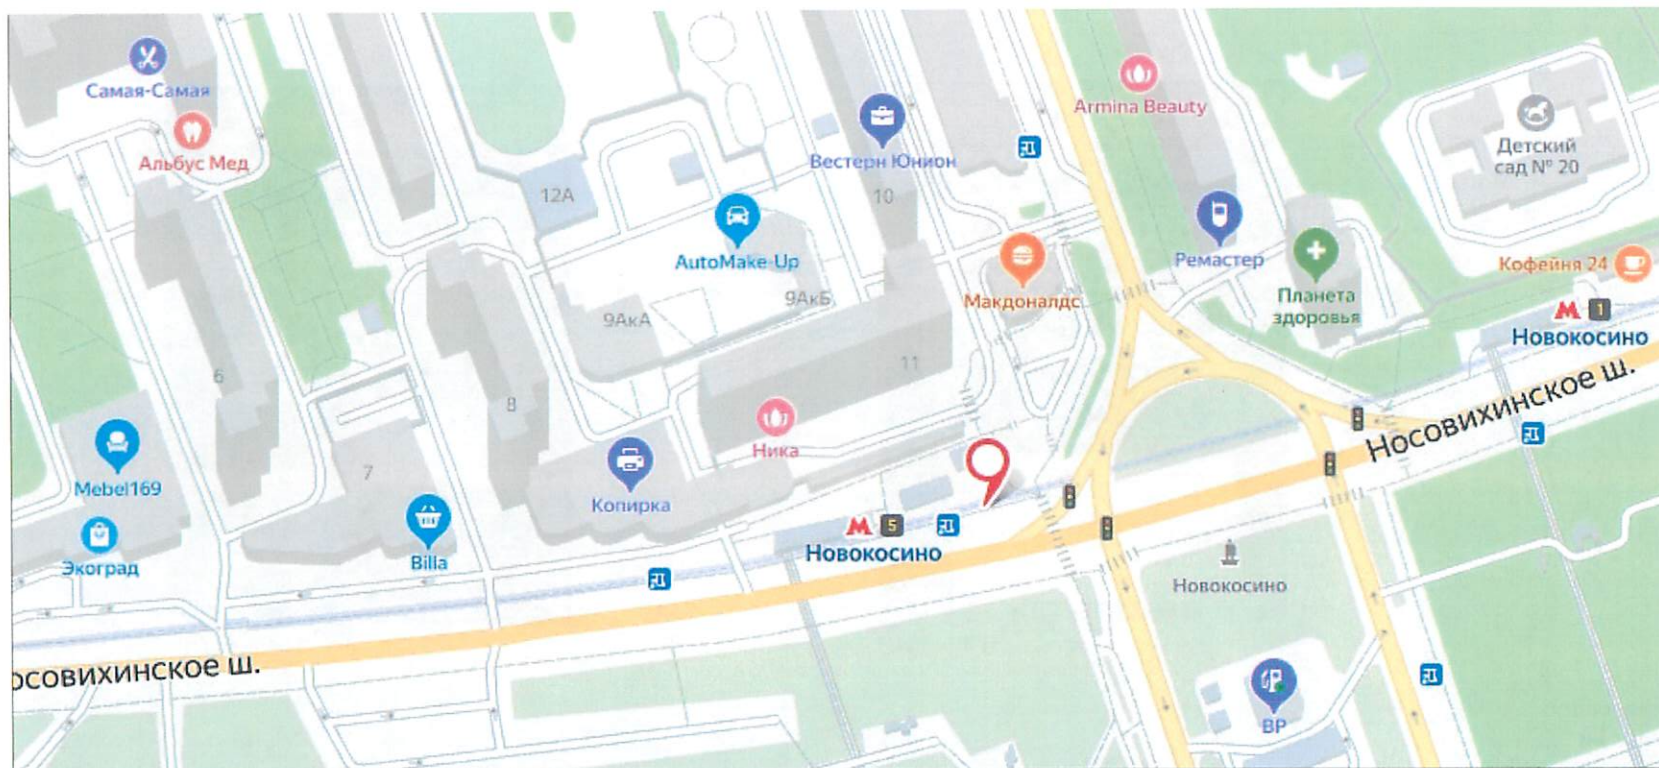 Самая-Самая
Альбус Мед
Armina Beauty
Вестерн Юнион
10
12А
Детский
сад № 20
AutoMake-Up
Макдоналдс
Ремастер
Планета
здоровья
Кофейня 24
М 1
Новокосино
9АкБ
9АкА
11
6
8
Ника
Носовихинское ш.
7
Mebel169
Копирка
Экоград
Billa
М 5
Новокосино
Новокосино
осовихинское ш.
BP